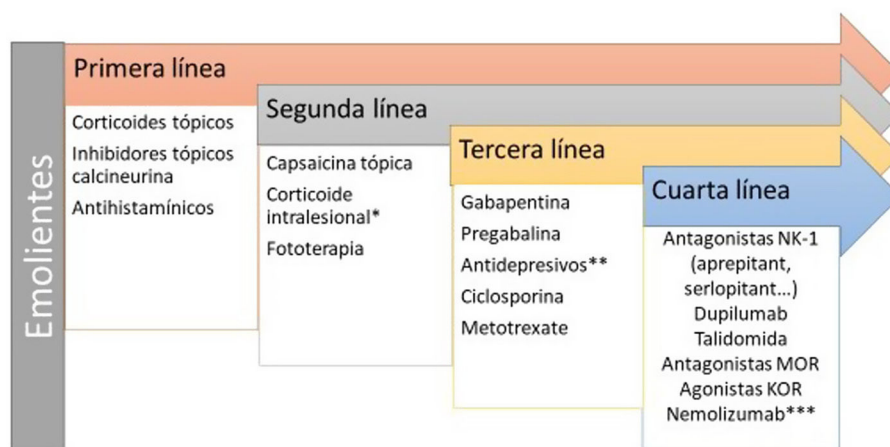 Emolientes
Primera línea
Corticoides tópicos
Inhibidores tópicos
calcineurina
Antihistamínicos
Segunda línea
Capsaicina tópica
Corticoide
intralesional*
Fototerapia
Tercera línea
Gabapentina
Pregabalina
Antidepresivos**
Ciclosporina
Metotrexate
Cuarta línea
Antagonistas NK-1
(aprepitant,
serlopitant...)
Dupilumab
Talidomida
Antagonistas MOR
Agonistas KOR
Nemolizumab***